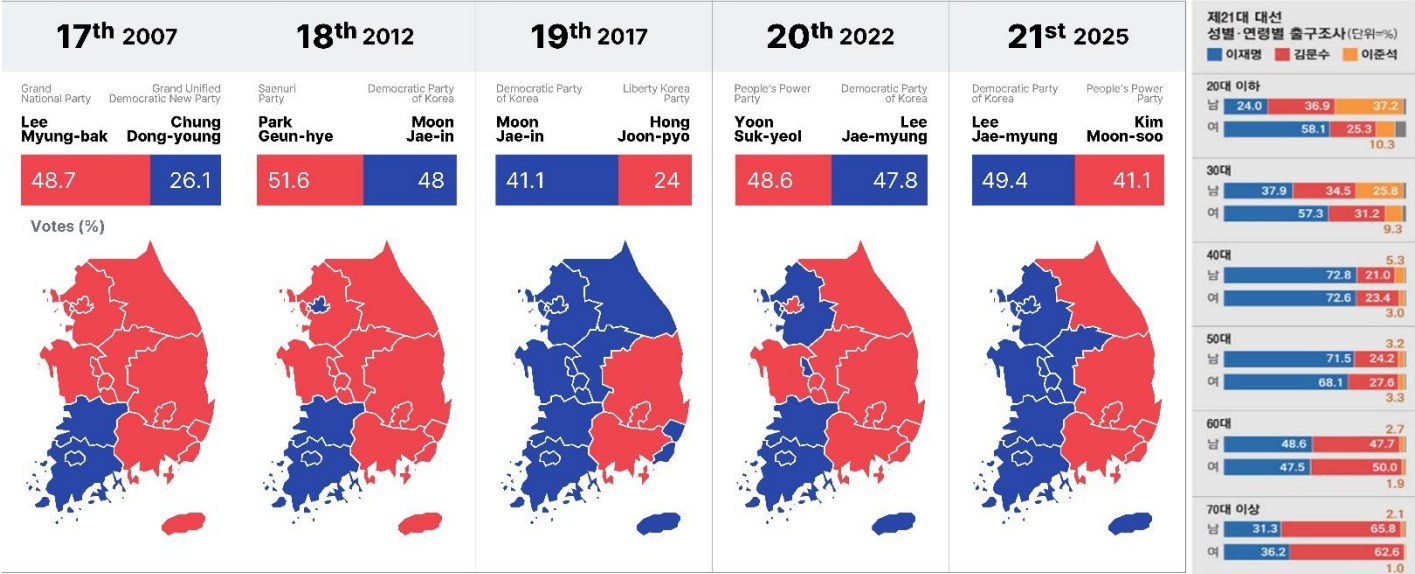 17th 2007
Grand
National Party
Grand Unified
Democratic New Party
Lee
Myung-bak
Chung
Dong-young
48.7
26.1
Votes (%)
18th 2012
Saenuri
Party
Democratic Party
of Korea
Park
Geun-hye
Moon
Jae-in
51.6
48
19th 2017
Democratic Party
of Korea
Liberty Korea
Party
Moon
Jae-in
Hong
Joon-pyo
41.1
24
20th 2022
People's Power
Party
Democratic Party
of Korea
Yoon
Suk-yeol
Lee
Jae-myung
48.6
47.8
21st 2025
Democratic Party
of Korea
People's Power
Party
Lee
Jae-myung
Kim
Moon-soo
49.4
41.1
제21대 대선
성별·연령별 출구조사(단위=%)
이재명 김문수 이준석
20대 이하
남 24.0 36.9 37.2
여 58.1 25.3
10.3
30대
남 37.9 34.5 25.8
여 57.3 31.2
9.3
40대
5.3
남 72.8 21.0
여 72.6 23.4
3.0
50대
3.2
남 71.5 24.2
여 68.1 27.6
3.3
60대
2.7
남 48.6 47.7
여 47.5 50.0
1.9
70대 이상
2.1
남 31.3 65.8
여 36.2 62.6
1.0